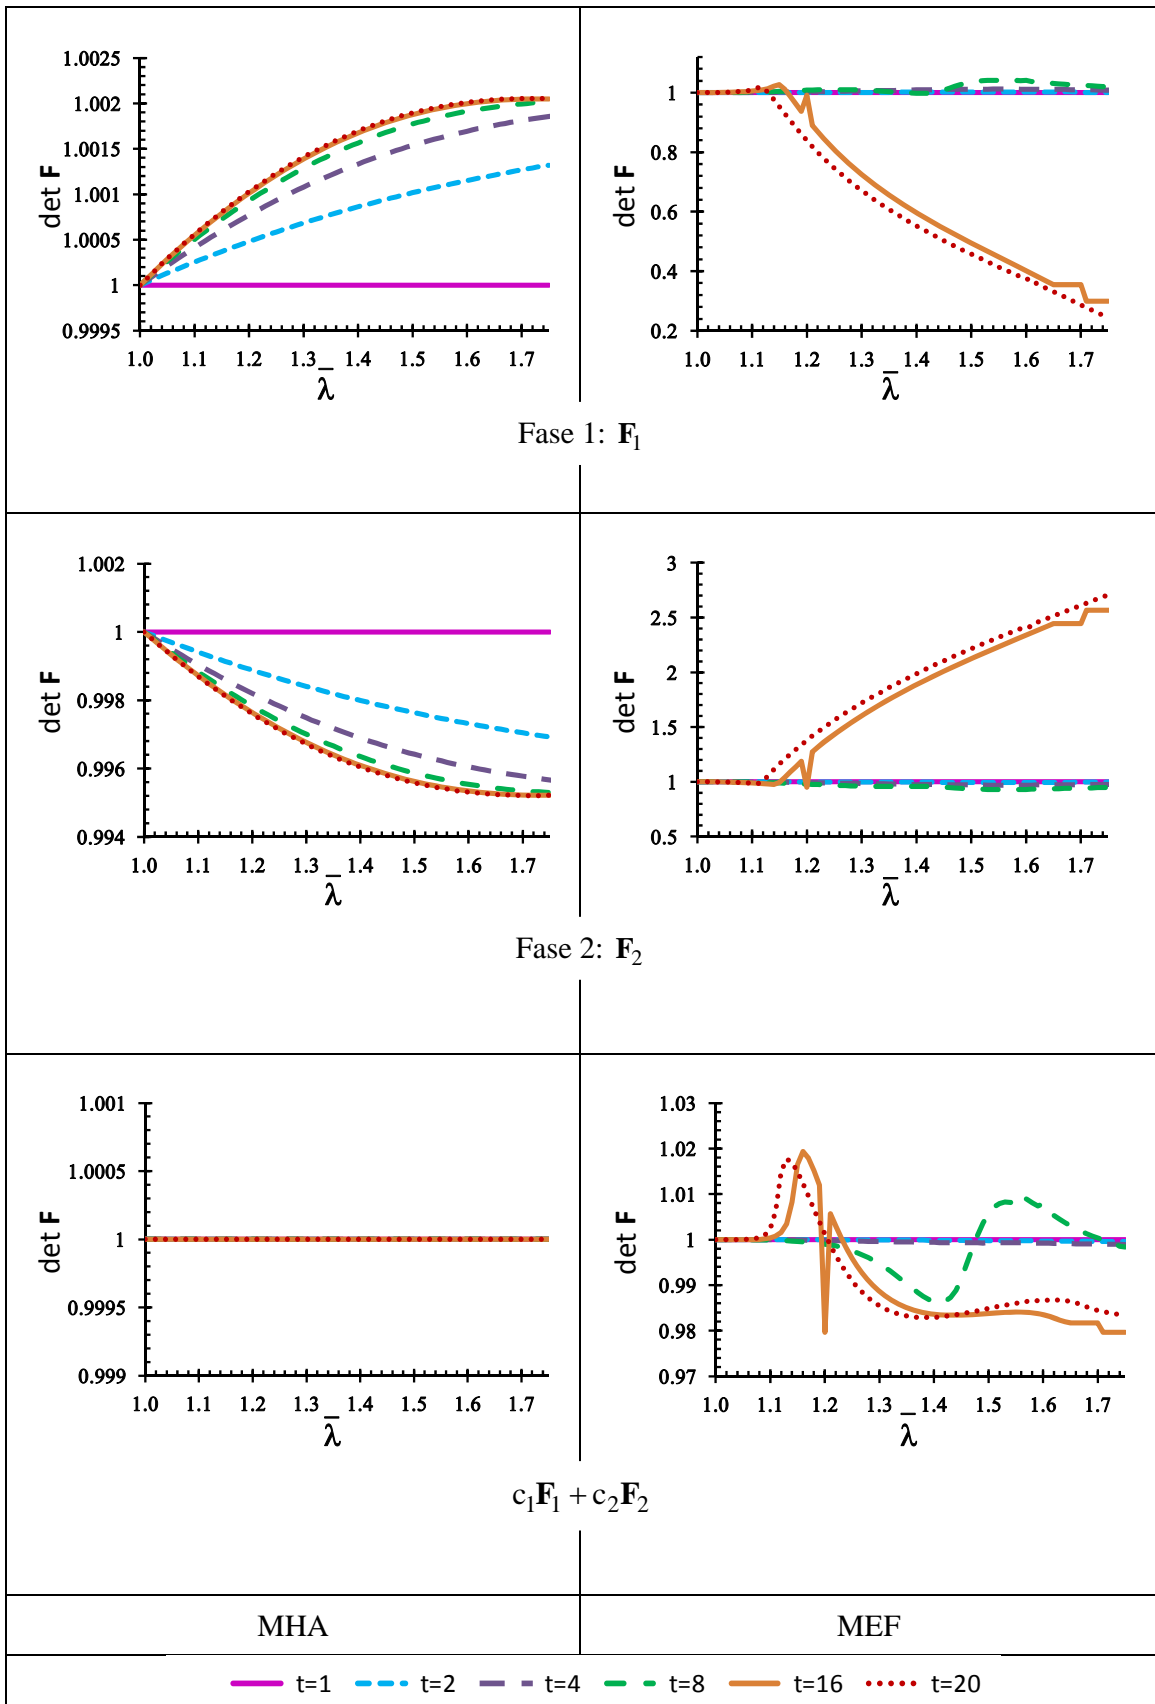 1.0025
1.002
1.0015
1.001
1.0005
1
0.9995
det F
1.0 1.1 1.2 1.3 1.4 1.5 1.6 1.7
λ̄
1
0.8
0.6
0.4
0.2
det F
1.0 1.1 1.2 1.3 1.4 1.5 1.6 1.7
λ̄
Fase 1: F₁
1.002
1
0.998
0.996
0.994
det F
1.0 1.1 1.2 1.3 1.4 1.5 1.6 1.7
λ̄
3
2.5
2
1.5
1
0.5
det F
1.0 1.1 1.2 1.3 1.4 1.5 1.6 1.7
λ̄
Fase 2: F₂
1.001
1.0005
1
0.9995
0.999
det F
1.0 1.1 1.2 1.3 1.4 1.5 1.6 1.7
λ̄
1.03
1.02
1.01
1
0.99
0.98
0.97
det F
1.0 1.1 1.2 1.3 1.4 1.5 1.6 1.7
λ̄
c₁F₁ + c₂F₂
MHA MEF
t=1 t=2 t=4 t=8 t=16 t=20